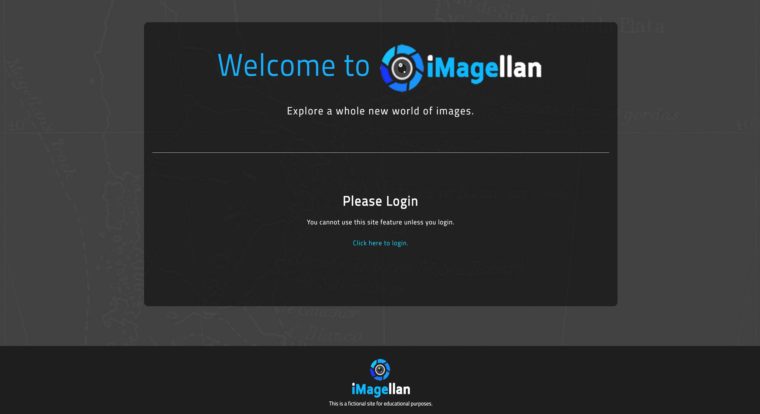 Welcome to iMagellan
Explore a whole new world of images.
Please Login
You cannot use this site feature unless you login.
Click here to login.
iMagellan
This is a fictional site for educational purposes.